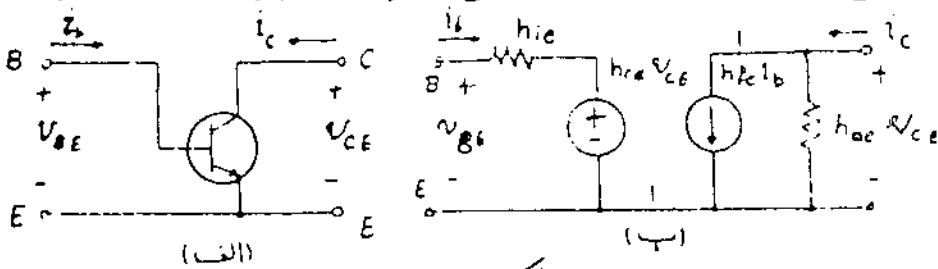 i_b
i_c
B
C
+
+
V_BE
V_CE
-
-
E
E
(الف)
i_b
h_ie
i_c
B
+
h_re v_CE
h_fe i_b
+
-
+
v_BE
h_oe
v_CE
-
-
E
(ب)